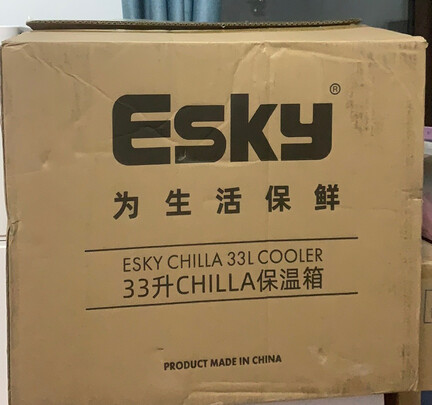 Esky®
为生活保鲜
ESKY CHILLA 33L COOLER
33升CHILLA保温箱
PRODUCT MADE IN CHINA